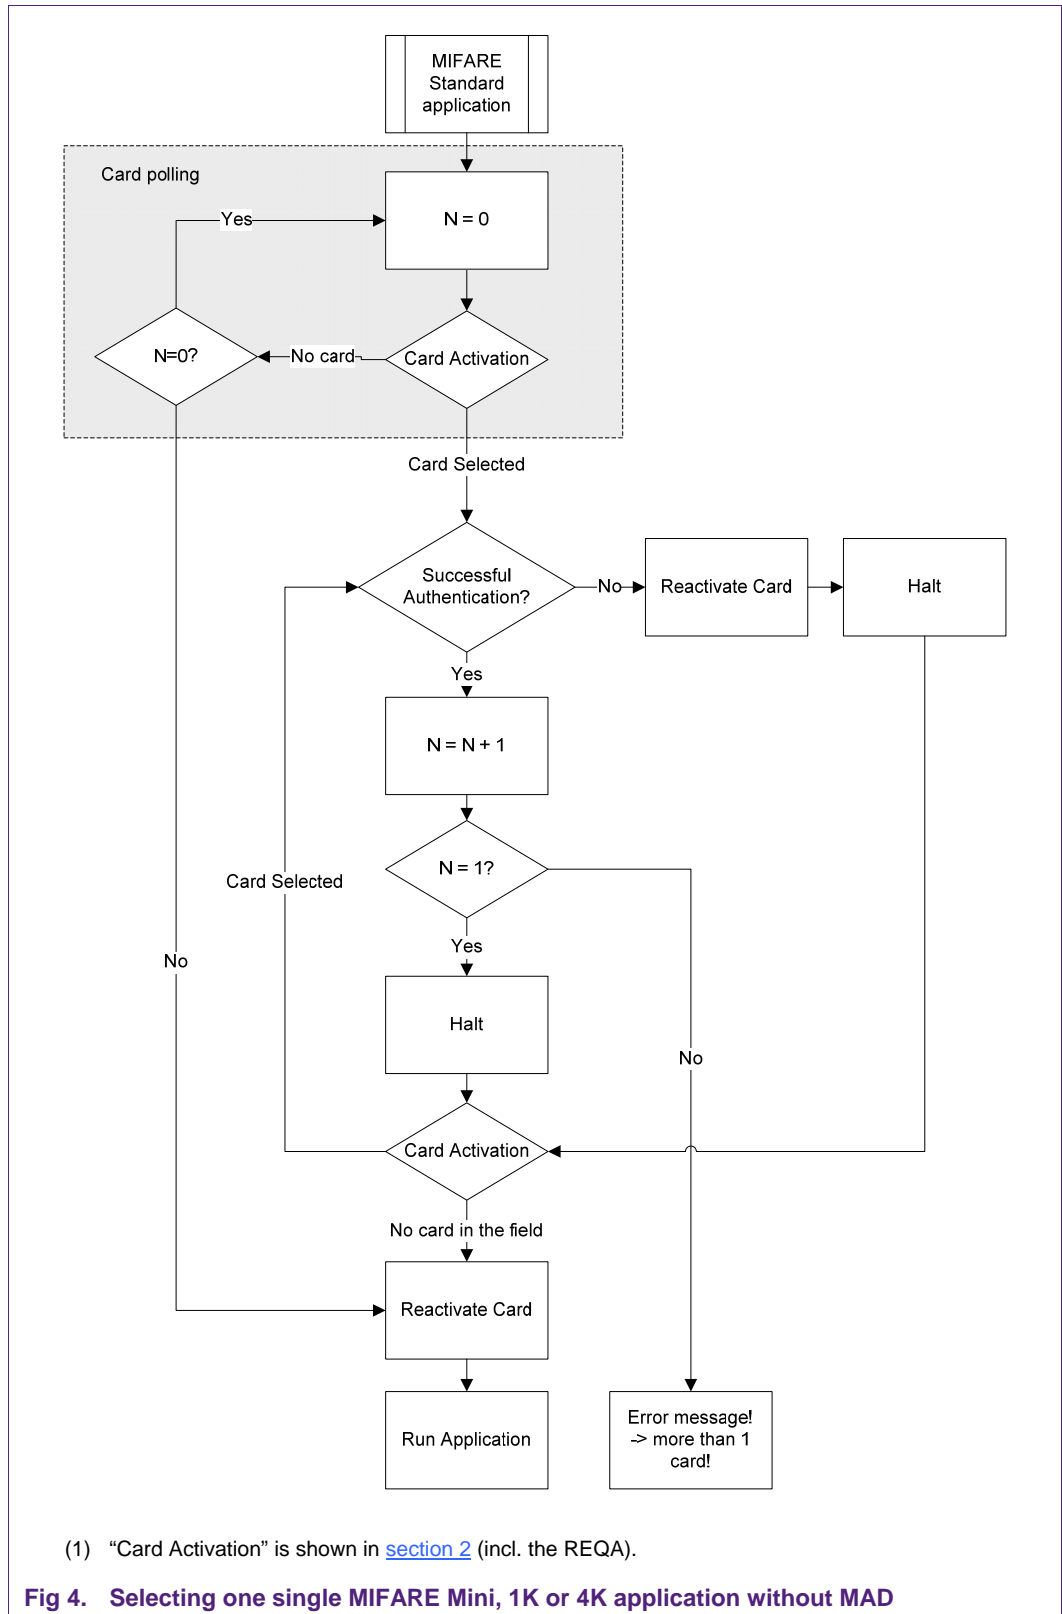 MIFARE
Standard
application
Card polling
Yes
N = 0
N=0?
No card
Card Activation
Card Selected
Successful
Authentication?
No
Reactivate Card
Halt
Yes
N = N + 1
N = 1?
Card Selected
Yes
No
Halt
No
Card Activation
No card in the field
Reactivate Card
Run Application
Error message!
-> more than 1
card!
(1) “Card Activation” is shown in section 2 (incl. the REQA).
Fig 4. Selecting one single MIFARE Mini, 1K or 4K application without MAD